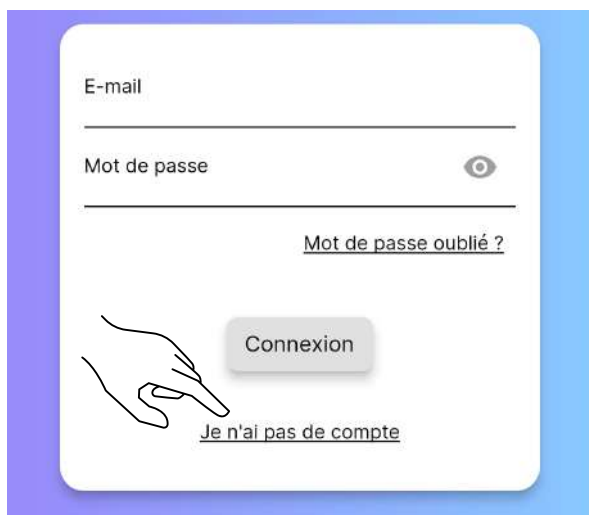 E-mail
Mot de passe
Mot de passe oublié ?
Connexion
Je n'ai pas de compte